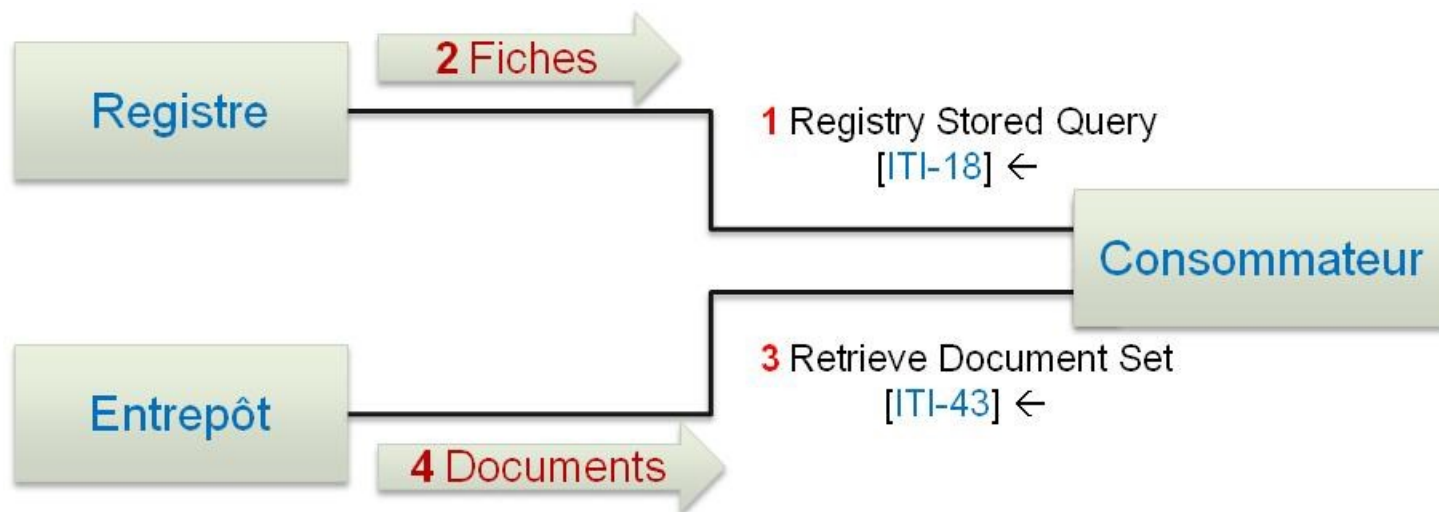 2 Fiches
Registre
1 Registry Stored Query
[ITI-18] ←
Consommateur
3 Retrieve Document Set
[ITI-43] ←
Entrepôt
4 Documents